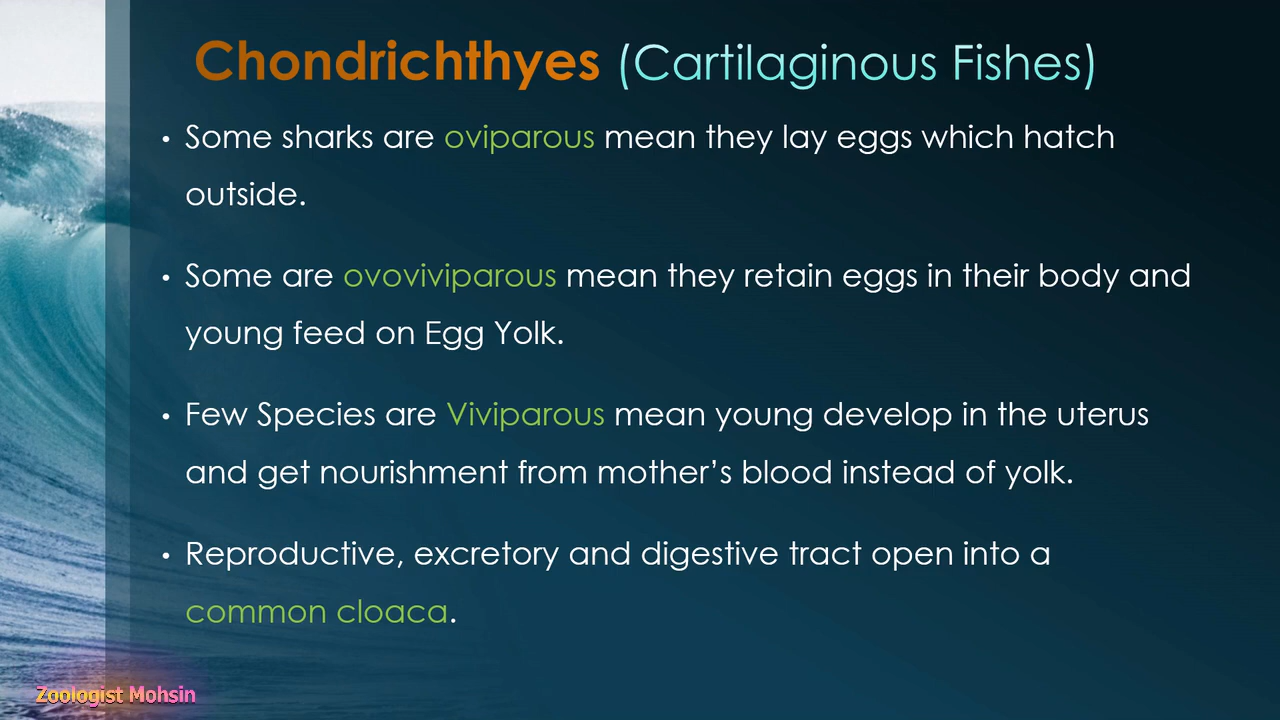 Chondrichthyes (Cartilaginous Fishes)
• Some sharks are oviparous mean they lay eggs which hatch
outside.
• Some are ovoviviparous mean they retain eggs in their body and
young feed on Egg Yolk.
• Few Species are Viviparous mean young develop in the uterus
and get nourishment from mother’s blood instead of yolk.
• Reproductive, excretory and digestive tract open into a
common cloaca.
Zoologist Mohsin